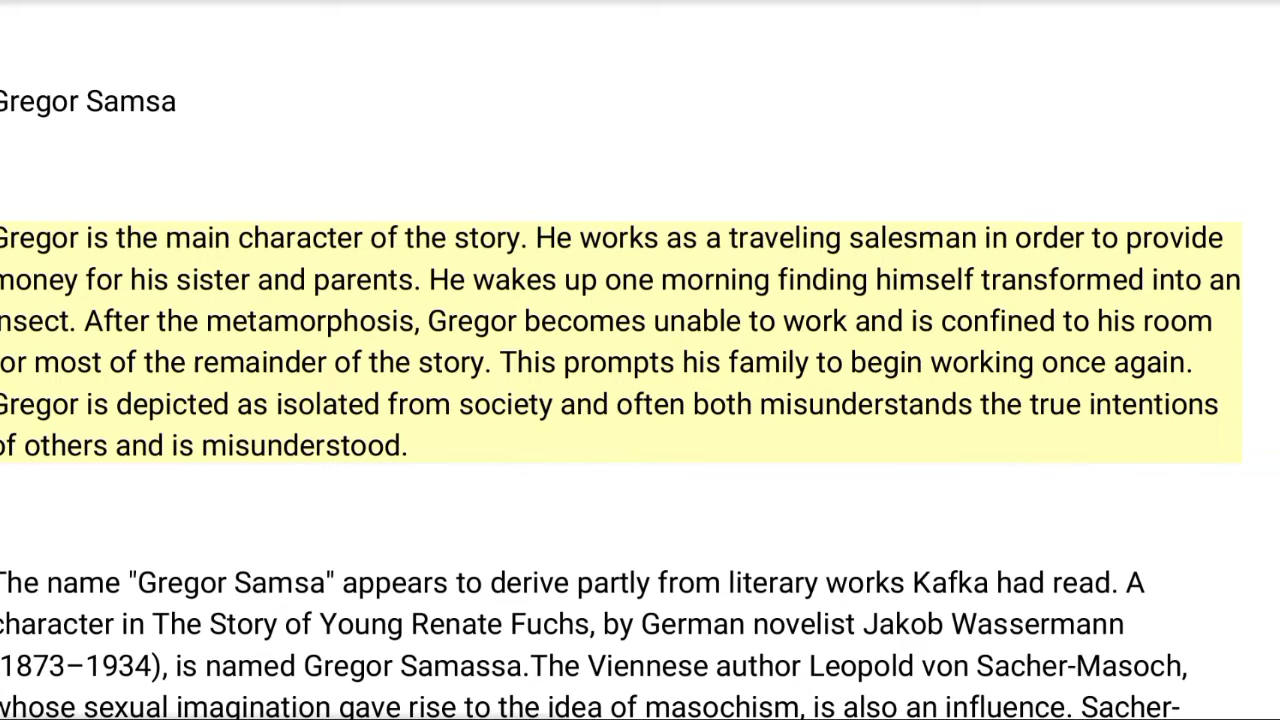 Gregor Samsa
Gregor is the main character of the story. He works as a traveling salesman in order to provide
money for his sister and parents. He wakes up one morning finding himself transformed into an
insect. After the metamorphosis, Gregor becomes unable to work and is confined to his room
for most of the remainder of the story. This prompts his family to begin working once again.
Gregor is depicted as isolated from society and often both misunderstands the true intentions
of others and is misunderstood.
The name "Gregor Samsa" appears to derive partly from literary works Kafka had read. A
character in The Story of Young Renate Fuchs, by German novelist Jakob Wassermann
(1873–1934), is named Gregor Samassa.The Viennese author Leopold von Sacher-Masoch,
whose sexual imagination gave rise to the idea of masochism, is also an influence. Sacher-